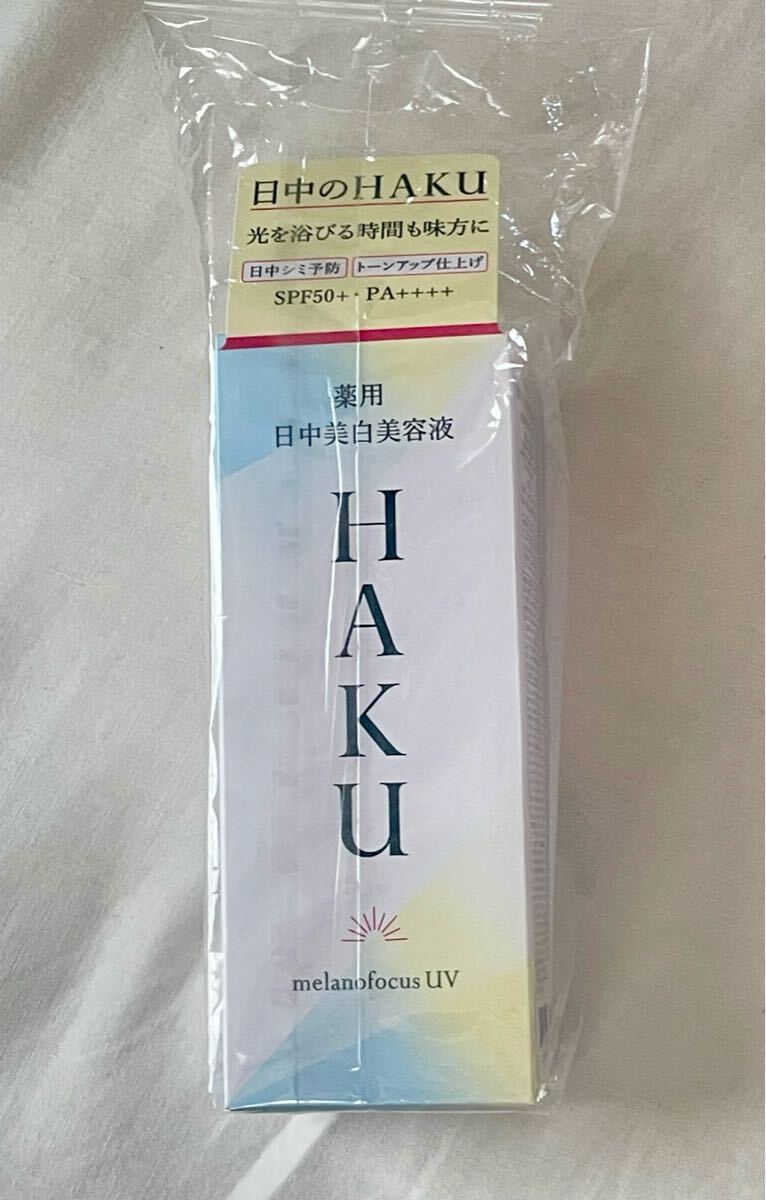 日中のHAKU
光を浴びる時間も味方に
日中シミ予防 トーンアップ仕上げ
SPF50+・PA++++
薬用
日中美白美容液
HAKU
melanofocus UV